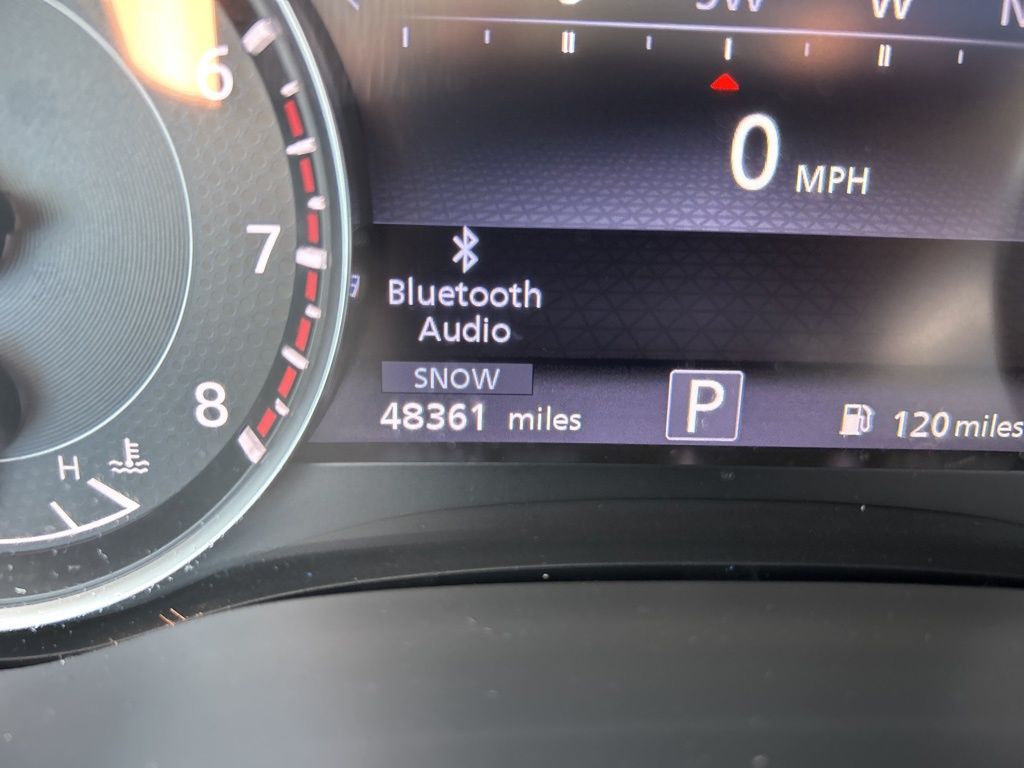 SW W
6
0 MPH
7
Bluetooth
Audio
SNOW
8
48361 miles P 120 miles
H